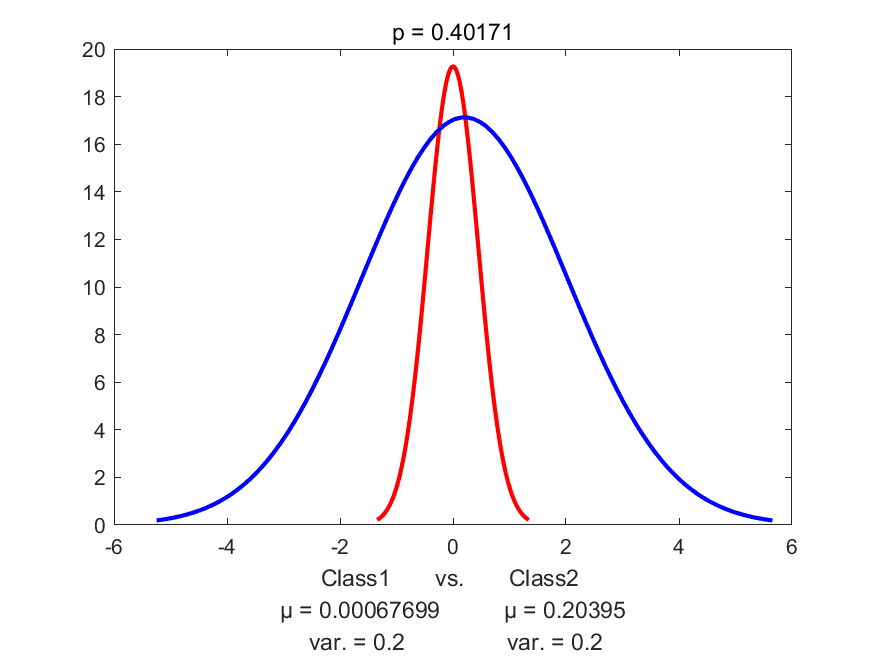 p = 0.40171
20
18
16
14
12
10
8
6
4
2
0
-6 -4 -2 0 2 4 6
Class1 vs. Class2
μ = 0.00067699 μ = 0.20395
var. = 0.2 var. = 0.2